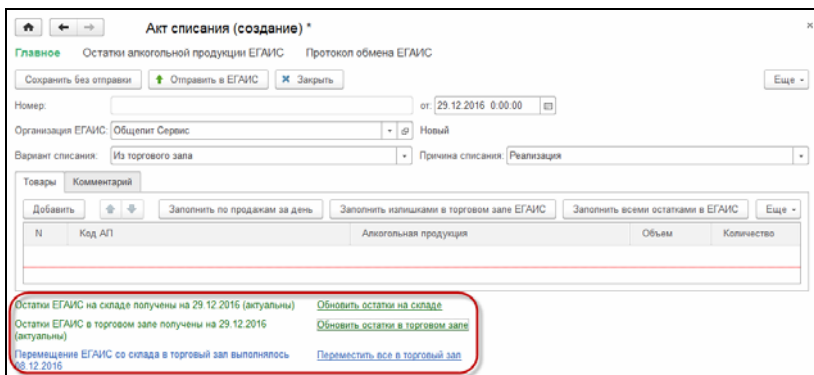 Акт списания (создание) *
Главное Остатки алкогольной продукции ЕГАИС Протокол обмена ЕГАИС
Сохранить без отправки Отправить в ЕГАИС Закрыть Еще
Номер: от: 29.12.2016 0:00:00
Организация ЕГАИС: Общепит Сервис Новый
Вариант списания: Из торгового зала Причина списания: Реализация
Товары Комментарий
Добавить Заполнить по продажам за день Заполнить излишками в торговом зале ЕГАИС Заполнить всеми остатками в ЕГАИС Еще
N Код АП Алкогольная продукция Объем Количество
Остатки ЕГАИС на складе получены на 29.12.2016 (актуальны) Обновить остатки на складе
Остатки ЕГАИС в торговом зале получены на 29.12.2016 Обновить остатки в торговом зале
(актуальны)
Перемещение ЕГАИС со склада в торговый зал выполнялось Переместить все в торговый зал
08.12.2016